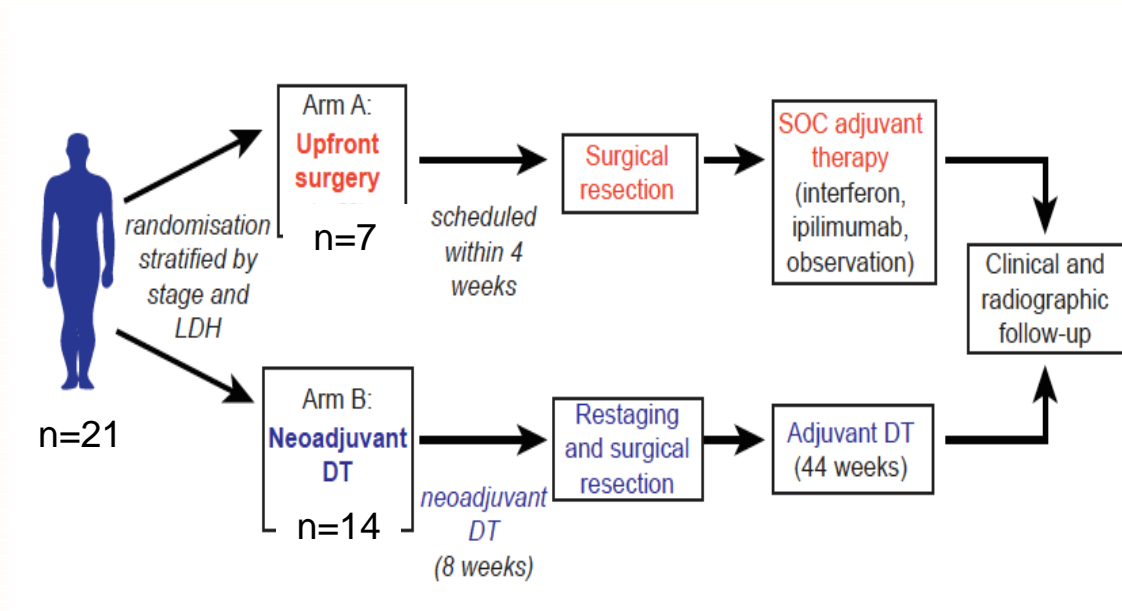 randomisation
stratified by
stage and
LDH
n=21
Arm A:
Upfront
surgery
n=7
scheduled
within 4
weeks
Surgical
resection
SOC adjuvant
therapy
(interferon,
ipilimumab,
observation)
Clinical and
radiographic
follow-up
Arm B:
Neoadjuvant
DT
n=14
neoadjuvant
DT
(8 weeks)
Restaging
and surgical
resection
Adjuvant DT
(44 weeks)